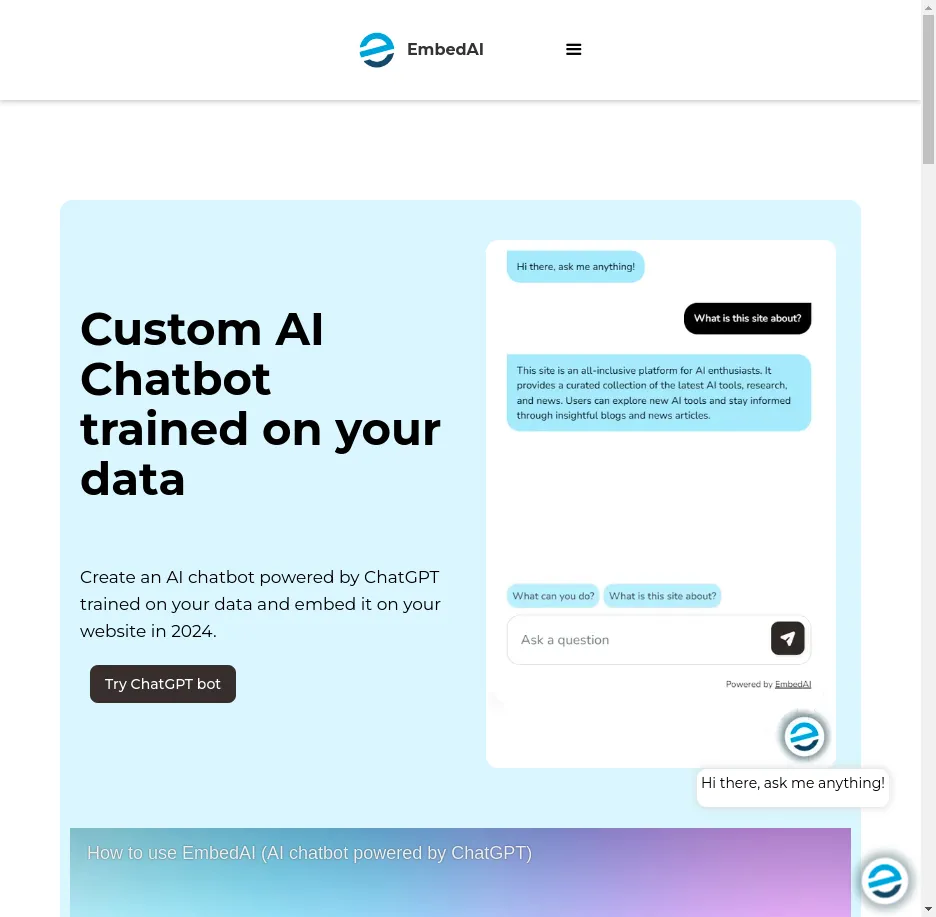 EmbedAI
Custom AI
Chatbot
trained on your
data
Create an AI chatbot powered by ChatGPT
trained on your data and embed it on your
website in 2024.
Try ChatGPT bot
Hi there, ask me anything!
What is this site about?
This site is an all-inclusive platform for AI enthusiasts. It
provides a curated collection of the latest AI tools, research,
and news. Users can explore new AI tools and stay informed
through insightful blogs and news articles.
What can you do?
What is this site about?
Ask a question
Powered by EmbedAI
Hi there, ask me anything!
How to use EmbedAI (AI chatbot powered by ChatGPT)